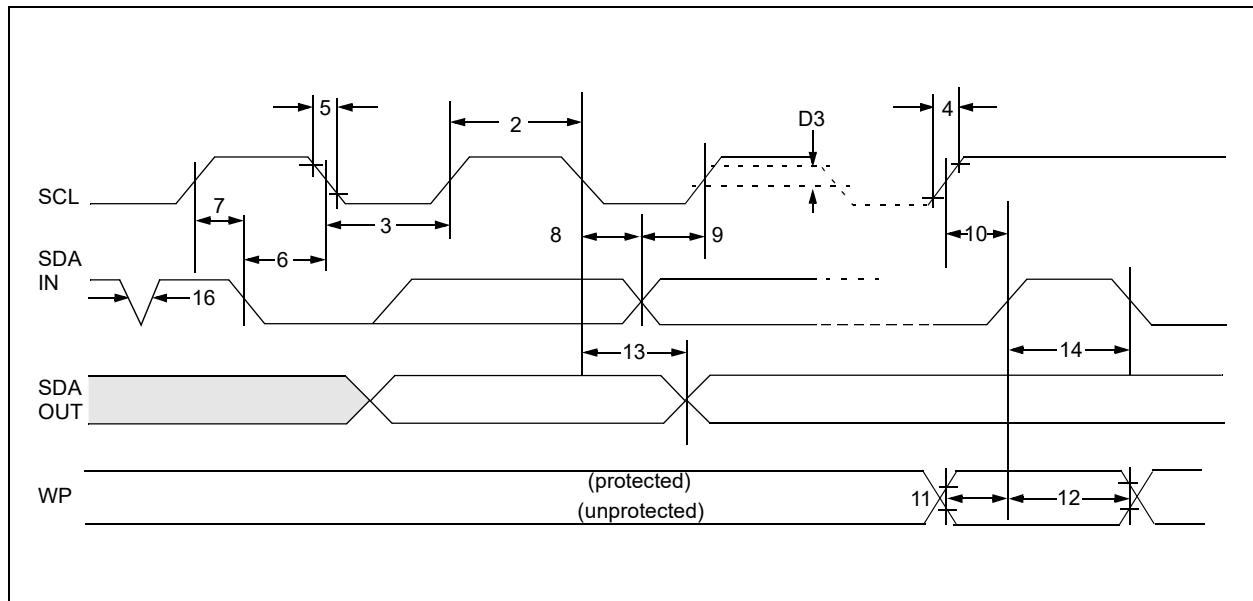 5
2
D3
4
SCL
7
3
8
9
10
SDA
IN
6
16
13
14
SDA
OUT
WP
(protected)
(unprotected)
11
12